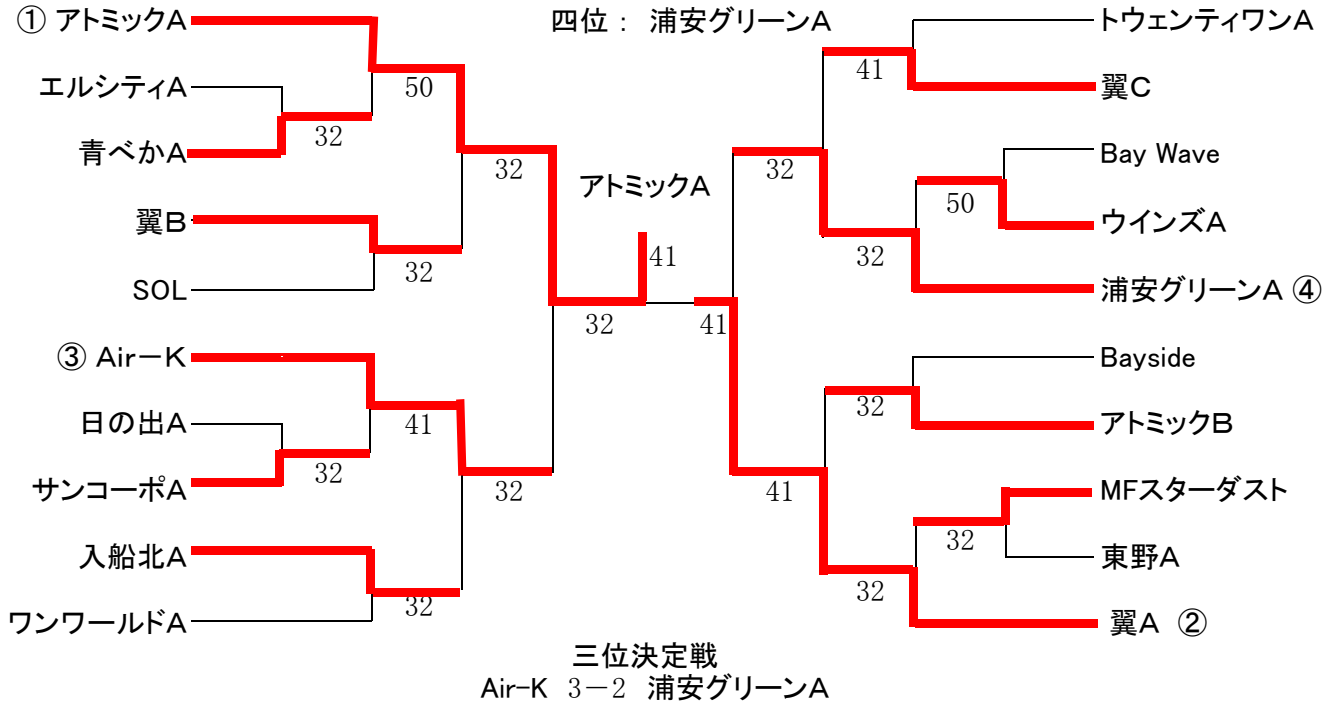 ① アトミックA
四位： 浦安グリーンA
トウェンティワンA
エルシティA
50
41
翼C
青べかA
32
Bay Wave
32
アトミックA
32
50
翼B
ウインズA
32
41
32
SOL
浦安グリーンA ④
32
41
③ Air－K
Bayside
日の出A
41
32
アトミックB
サンコーポA
32
32
41
MFスターダスト
32
入船北A
東野A
32
32
ワンワールドA
翼A ②
三位決定戦
Air-K 3－2 浦安グリーンA